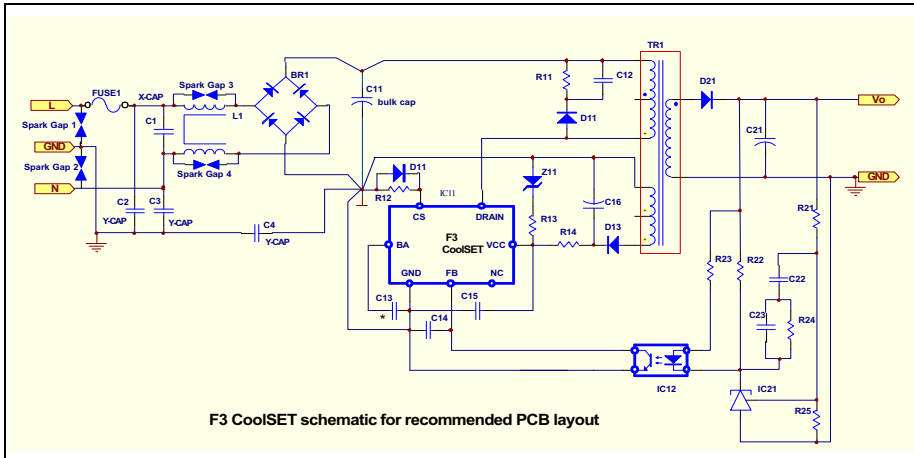 TR1
BR1
R11
C12
D21
Spark Gap 3
FUSE1
X-CAP
C11
bulk cap
L
L1
D11
Vo
Spark Gap 1
C1
C21
GND
Spark Gap 2
Spark Gap 4
D11
Z11
N
R12
IC11
C16
GND
CS
DRAIN
R13
R21
C2
C3
Y-CAP
Y-CAP
C4
Y-CAP
F3
CoolSET
BA
VCC
R14
D13
R23
R22
GND
FB
NC
C22
C13
*
C15
C14
C23
R24
IC12
IC21
R25
F3 CoolSET schematic for recommended PCB layout